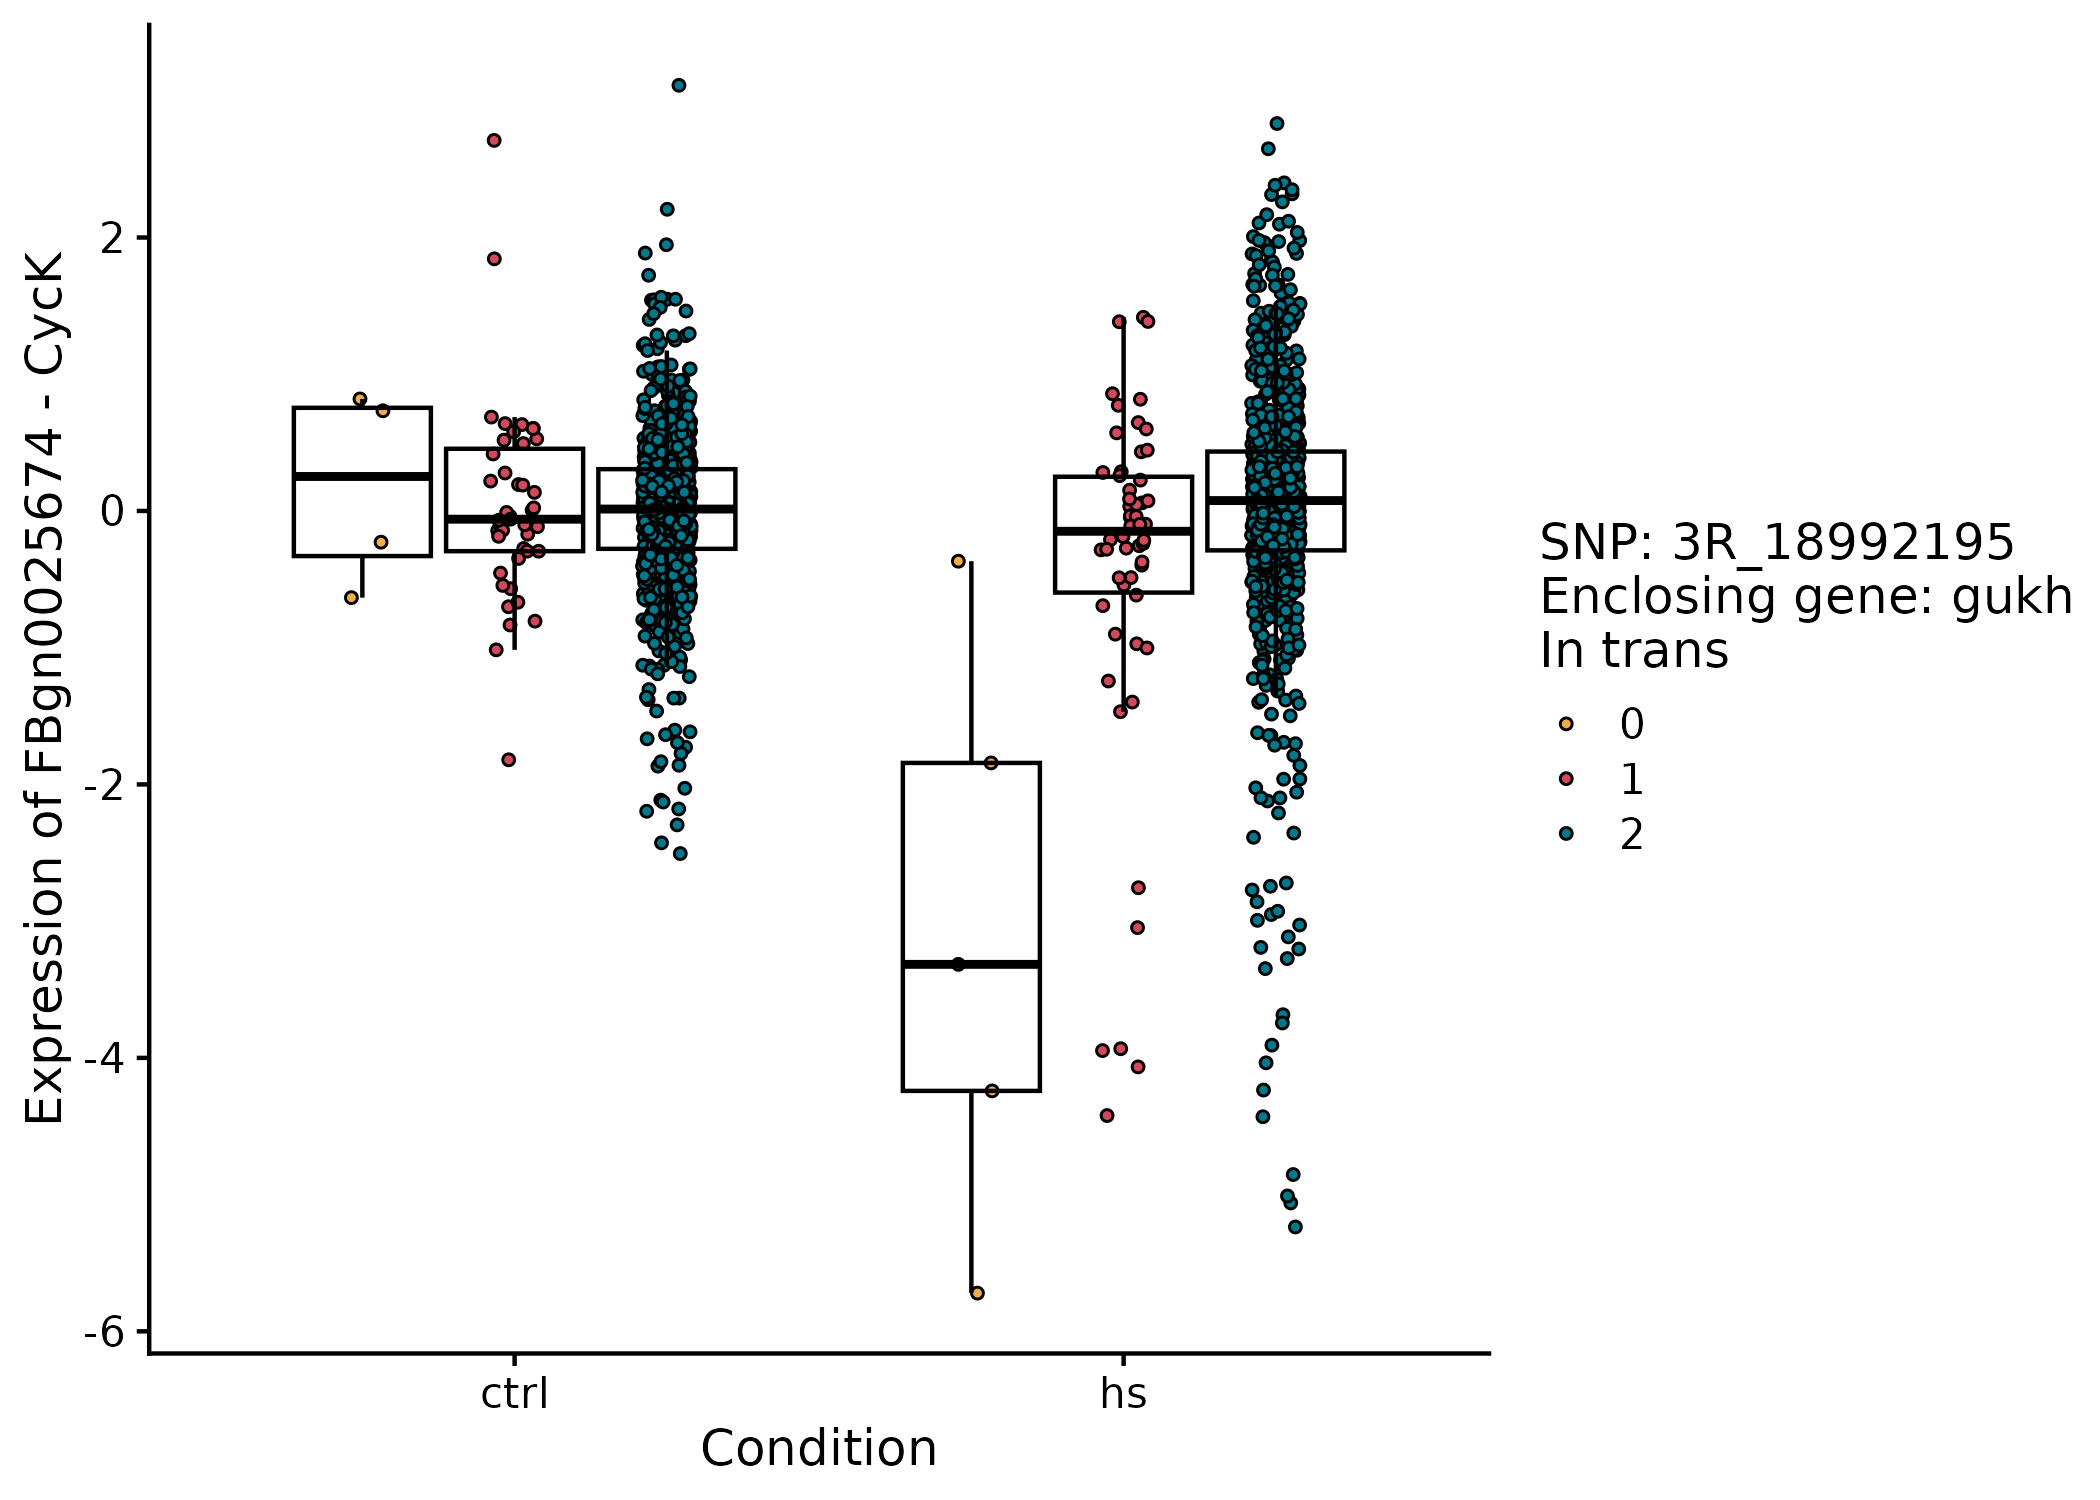 Expression of FBgn0025674 - CycK
2
0
-2
-4
-6
ctrl
hs
Condition
SNP: 3R_18992195
Enclosing gene: gukh
In trans
0
1
2